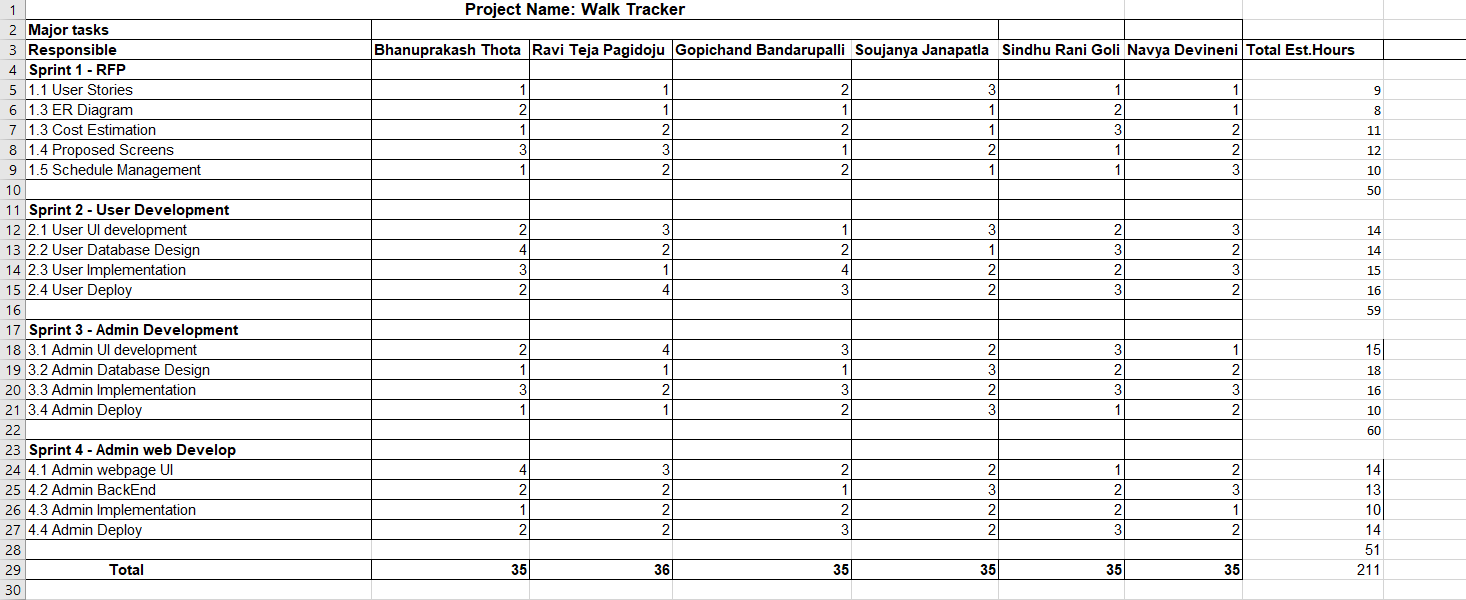 1 Project Name: Walk Tracker
2 Major tasks
3 Responsible Bhanuprakash Thota Ravi Teja Pagidoju Gopichand Bandarupalli Soujanya Janapatla Sindhu Rani Goli Navya Devineni Total Est.Hours
4 Sprint 1 - RFP
5 1.1 User Stories 1 1 2 3 1 1 9
6 1.3 ER Diagram 2 1 1 1 2 1 8
7 1.3 Cost Estimation 1 2 2 1 3 2 11
8 1.4 Proposed Screens 3 3 1 2 1 2 12
9 1.5 Schedule Management 1 2 2 1 1 3 10
10 50
11 Sprint 2 - User Development
12 2.1 User UI development 2 3 1 3 2 3 14
13 2.2 User Database Design 4 2 2 1 3 2 14
14 2.3 User Implementation 3 1 4 2 2 3 15
15 2.4 User Deploy 2 4 3 2 3 2 16
16 59
17 Sprint 3 - Admin Development
18 3.1 Admin UI development 2 4 3 2 3 1 15
19 3.2 Admin Database Design 1 1 1 3 2 2 18
20 3.3 Admin Implementation 3 2 3 2 3 3 16
21 3.4 Admin Deploy 1 1 2 3 1 2 10
22 60
23 Sprint 4 - Admin web Develop
24 4.1 Admin webpage UI 4 3 2 2 1 2 14
25 4.2 Admin BackEnd 2 2 1 3 2 3 13
26 4.3 Admin Implementation 1 2 2 2 2 1 10
27 4.4 Admin Deploy 2 2 3 2 3 2 14
28 51
29 Total 35 36 35 35 35 35 211
30